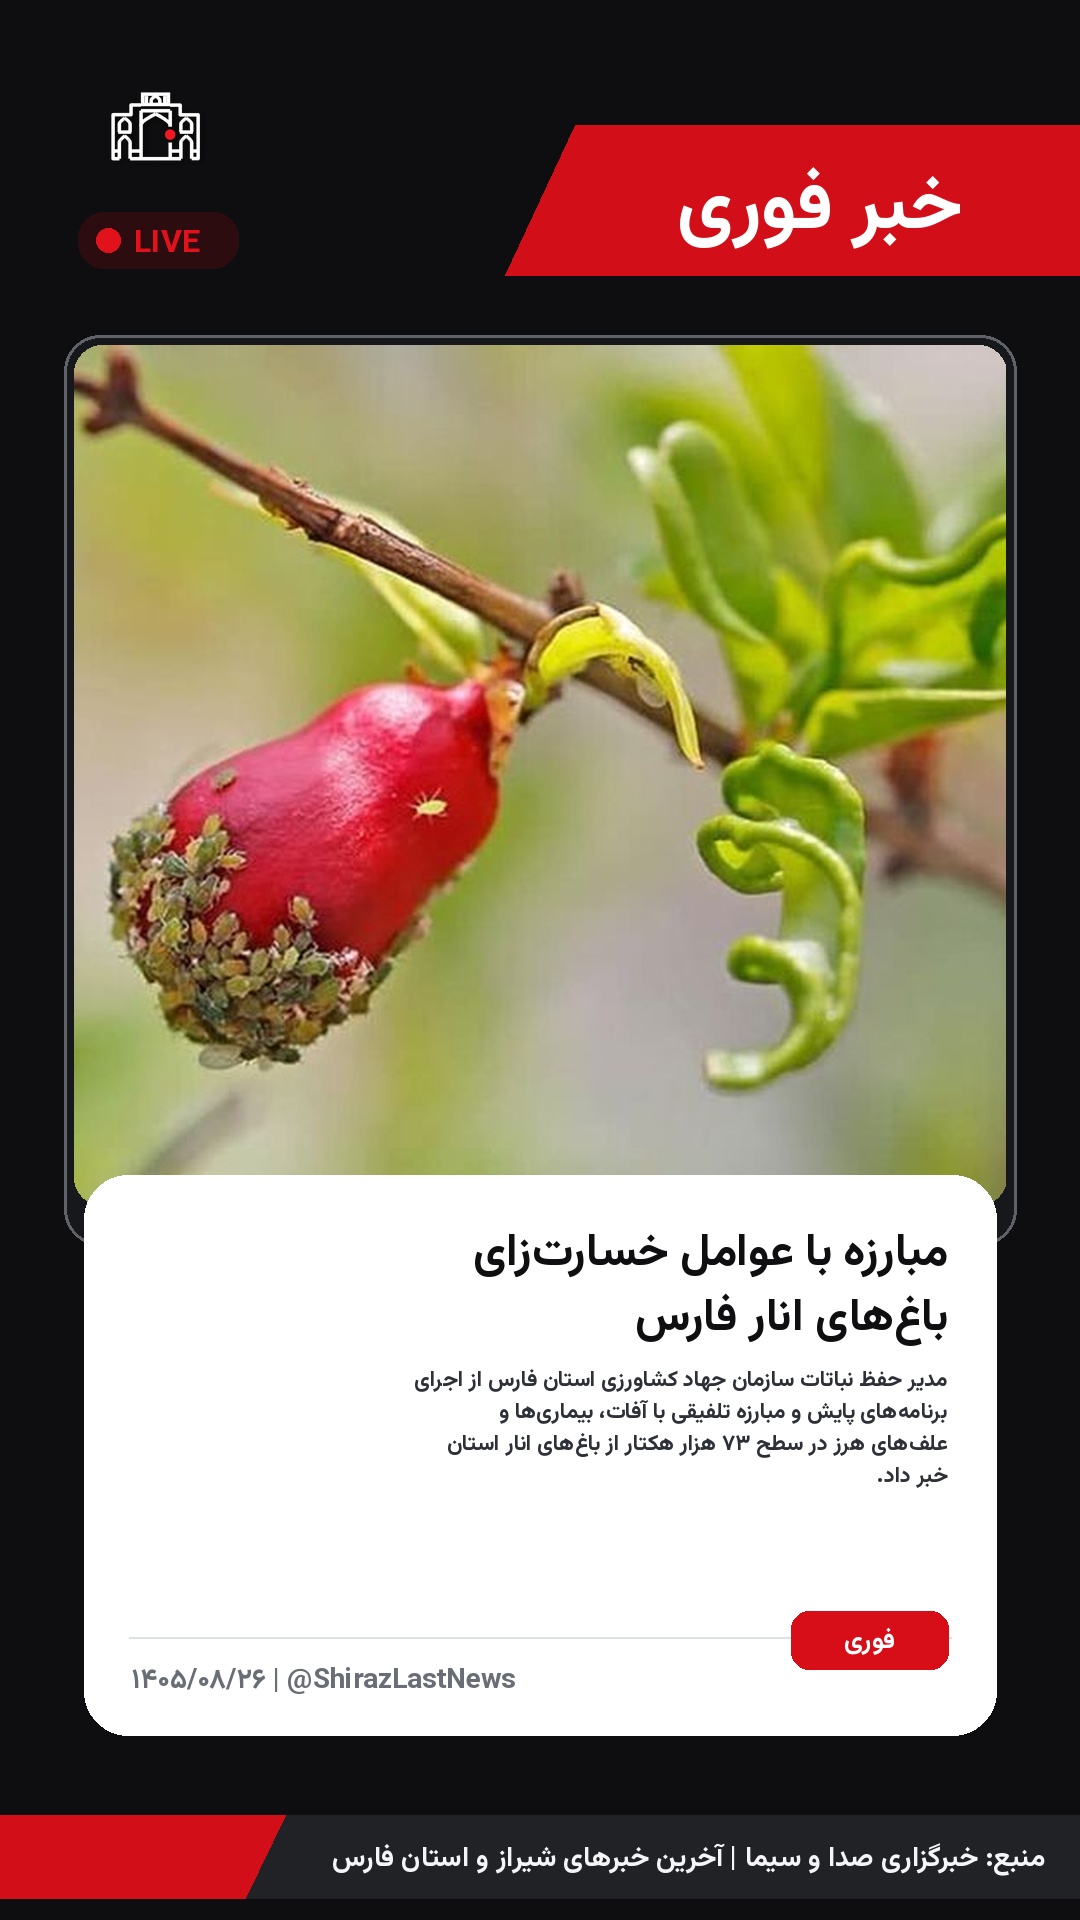 خبر فوری
LIVE
مبارزه با عوامل خسارت‌زای
باغ‌های انار فارس
مدیر حفظ نباتات سازمان جهاد کشاورزی استان فارس از اجرای
برنامه‌های پایش و مبارزه تلفیقی با آفات، بیماری‌ها و
علف‌های هرز در سطح ۷۳ هزار هکتار از باغ‌های انار استان
خبر داد.
فوری
۱۴۰۵/۰۸/۲۶ | @ShirazLastNews
منبع: خبرگزاری صدا و سیما | آخرین خبرهای شیراز و استان فارس